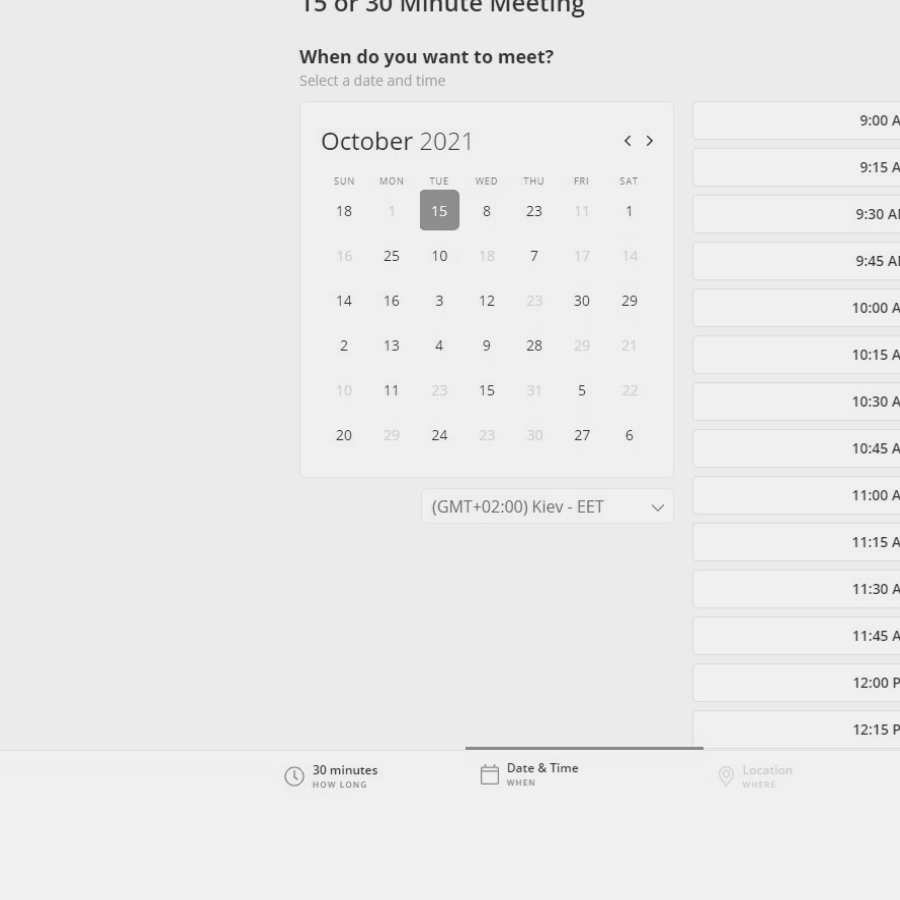 15 or 30 Minute Meeting
When do you want to meet?
Select a date and time
October 2021
SUN MON TUE WED THU FRI SAT
18 1 15 8 23 11 1
16 25 10 18 7 17 14
14 16 3 12 23 30 29
2 13 4 9 28 29 21
10 11 23 15 31 5 22
20 29 24 23 30 27 6
(GMT+02:00) Kiev - EET
9:00 A
9:15 A
9:30 A
9:45 A
10:00 A
10:15 A
10:30 A
10:45 A
11:00 A
11:15 A
11:30 A
11:45 A
12:00 P
12:15 P
30 minutes
HOW LONG
Date & Time
WHEN
Location
WHERE